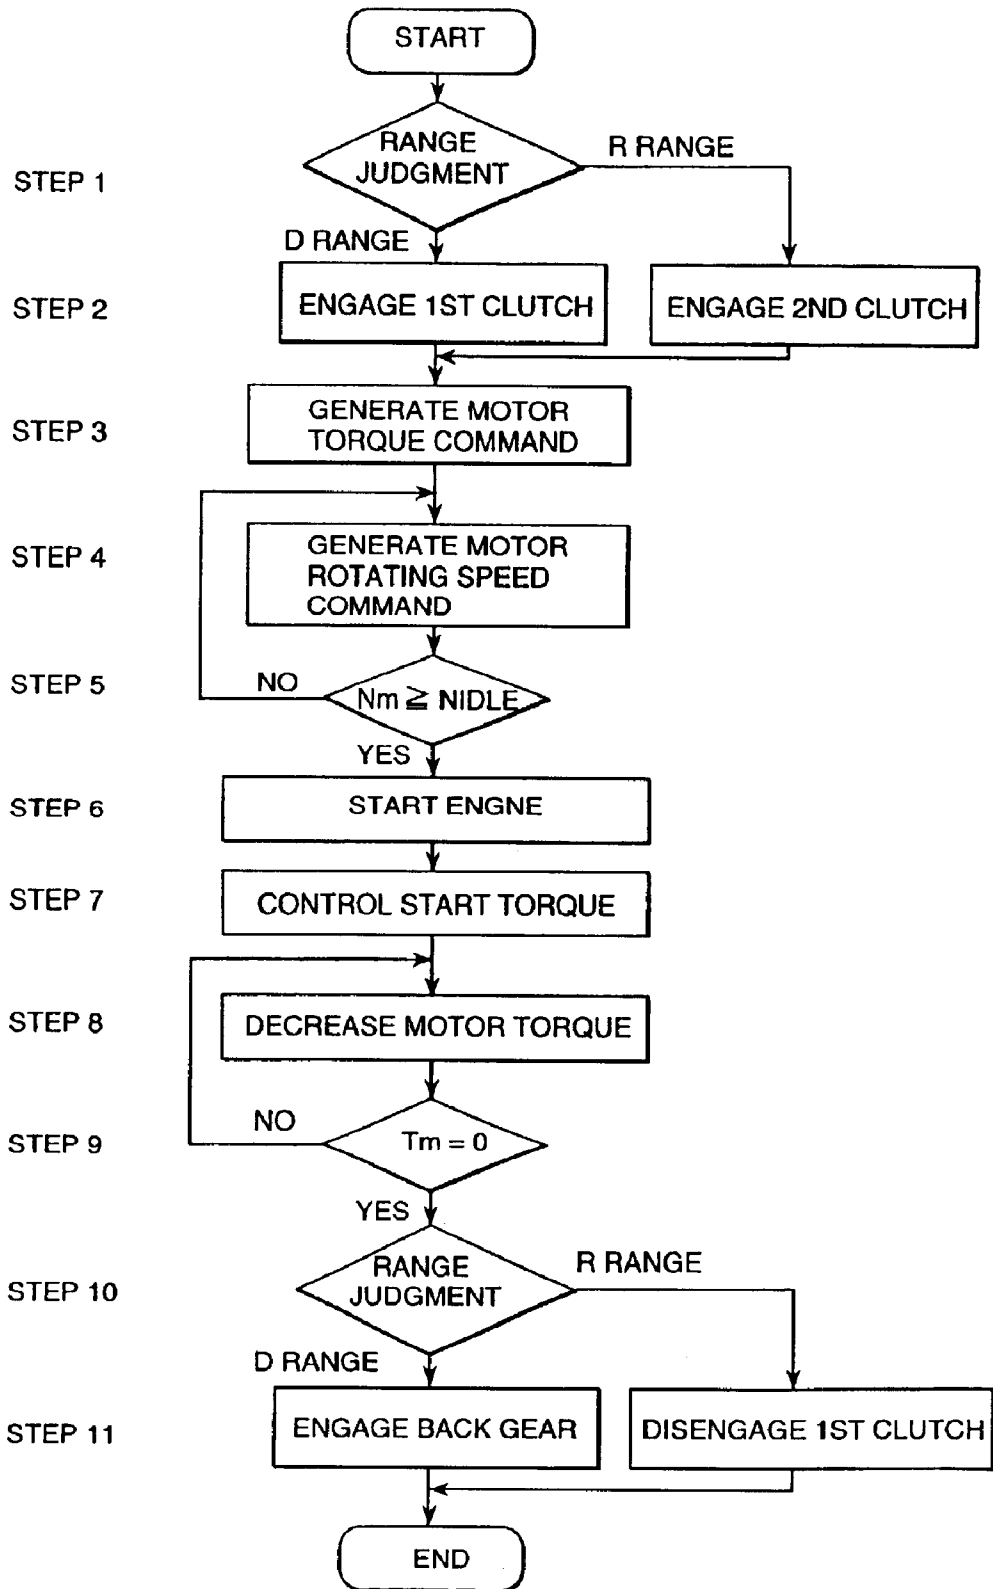 START
RANGE
JUDGMENT
R RANGE
STEP 1
D RANGE
STEP 2
ENGAGE 1ST CLUTCH
ENGAGE 2ND CLUTCH
STEP 3
GENERATE MOTOR
TORQUE COMMAND
STEP 4
GENERATE MOTOR
ROTATING SPEED
COMMAND
STEP 5
NO
Nm ≧ NIDLE
YES
STEP 6
START ENGNE
STEP 7
CONTROL START TORQUE
STEP 8
DECREASE MOTOR TORQUE
NO
STEP 9
Tm = 0
YES
STEP 10
RANGE
JUDGMENT
R RANGE
D RANGE
STEP 11
ENGAGE BACK GEAR
DISENGAGE 1ST CLUTCH
END